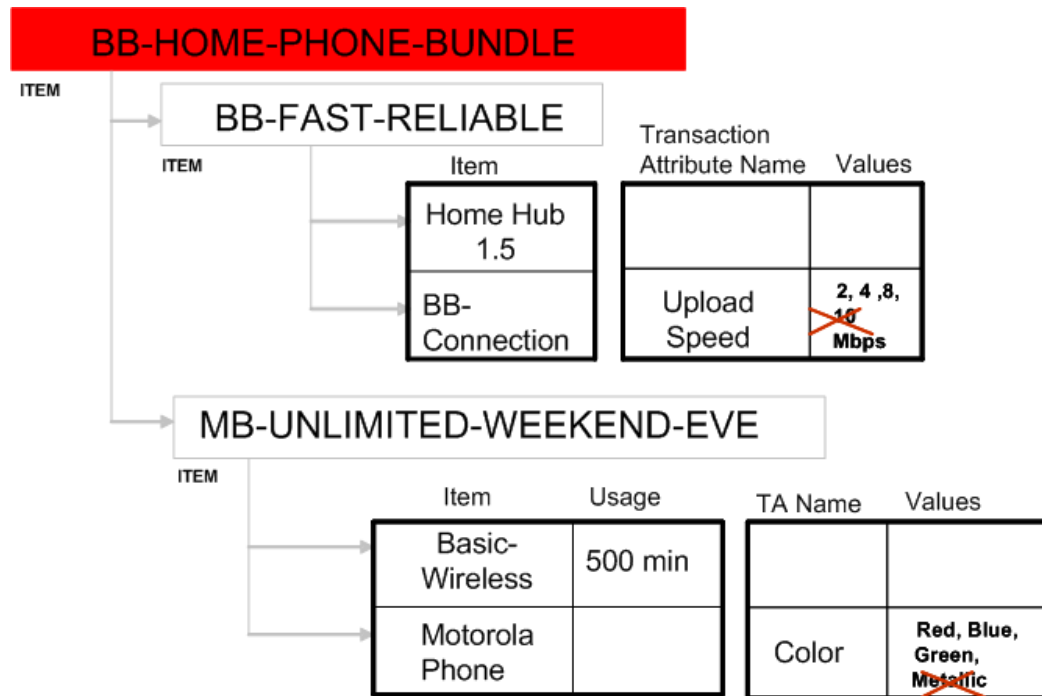 BB-HOME-PHONE-BUNDLE
ITEM
BB-FAST-RELIABLE
ITEM
Item
Transaction
Attribute Name
Values
Home Hub
1.5
BB-
Connection
Upload
Speed
2, 4 ,8,
10
Mbps
MB-UNLIMITED-WEEKEND-EVE
ITEM
Item
Usage
TA Name
Values
Basic-
Wireless
500 min
Motorola
Phone
Color
Red, Blue,
Green,
Metallic